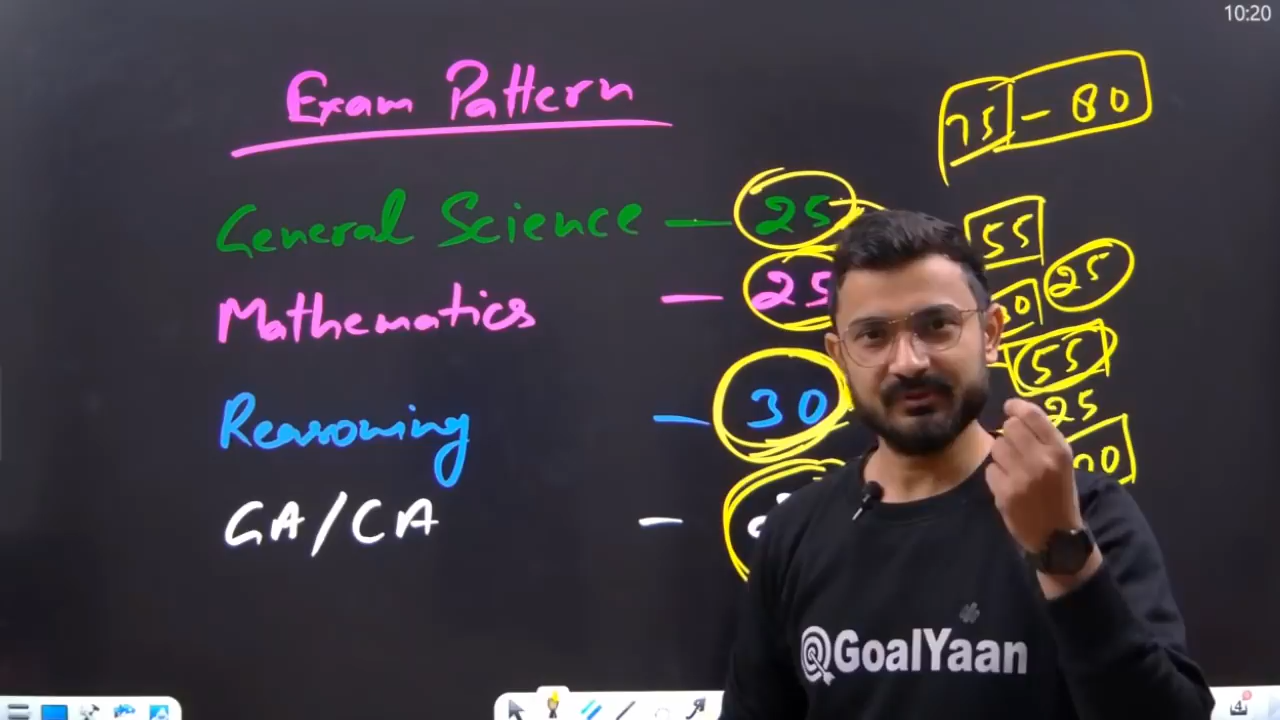 10:20
Exam Pattern
75 - 80
General Science - 25
55
Mathematics - 25
25
55
Reasoning - 30
25
GA/CA -
GoalYaan